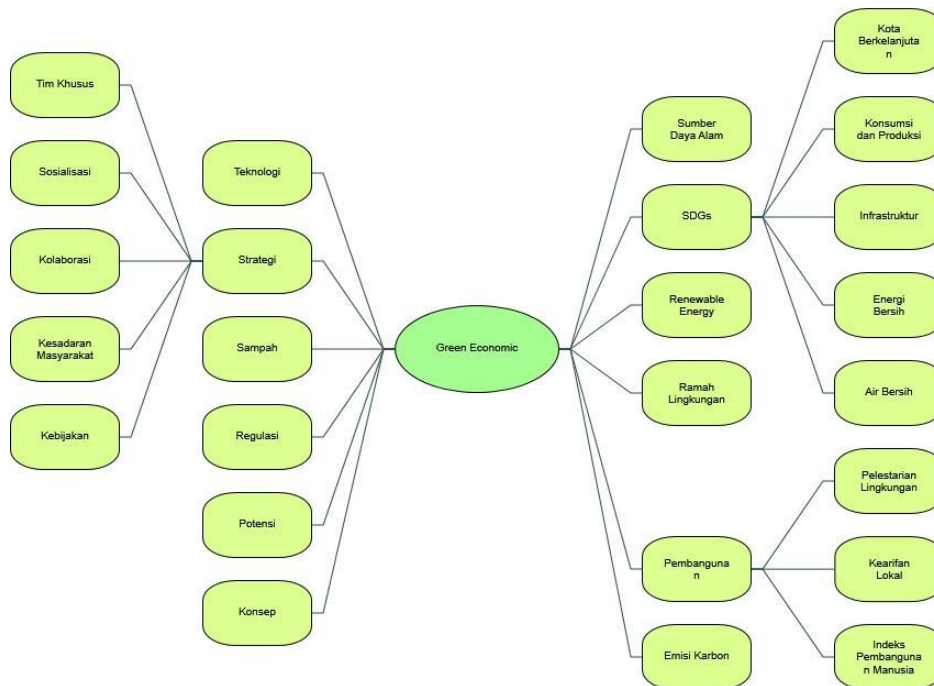 Tim Khusus
Sosialisasi
Kolaborasi
Kesadaran
Masyarakat
Kebijakan
Teknologi
Strategi
Sampah
Regulasi
Potensi
Konsep
Green Economic
Sumber
Daya Alam
SDGs
Renewable
Energy
Ramah
Lingkungan
Pembanguna
n
Emisi Karbon
Kota
Berkelanjuta
n
Konsumsi
dan Produksi
Infrastruktur
Energi
Bersih
Air Bersih
Pelestarian
Lingkungan
Kearifan
Lokal
Indeks
Pembanguna
n Manusia